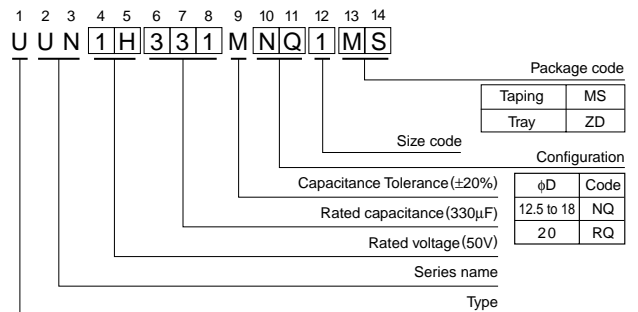 1 2 3 4 5 6 7 8 9 10 11 12 13 14
U U N 1 H 3 3 1 M N Q 1 M S
Package code
Taping MS
Tray ZD
Size code
Configuration
ϕD Code
12.5 to 18 NQ
20 RQ
Capacitance Tolerance (±20%)
Rated capacitance (330μF)
Rated voltage (50V)
Series name
Type